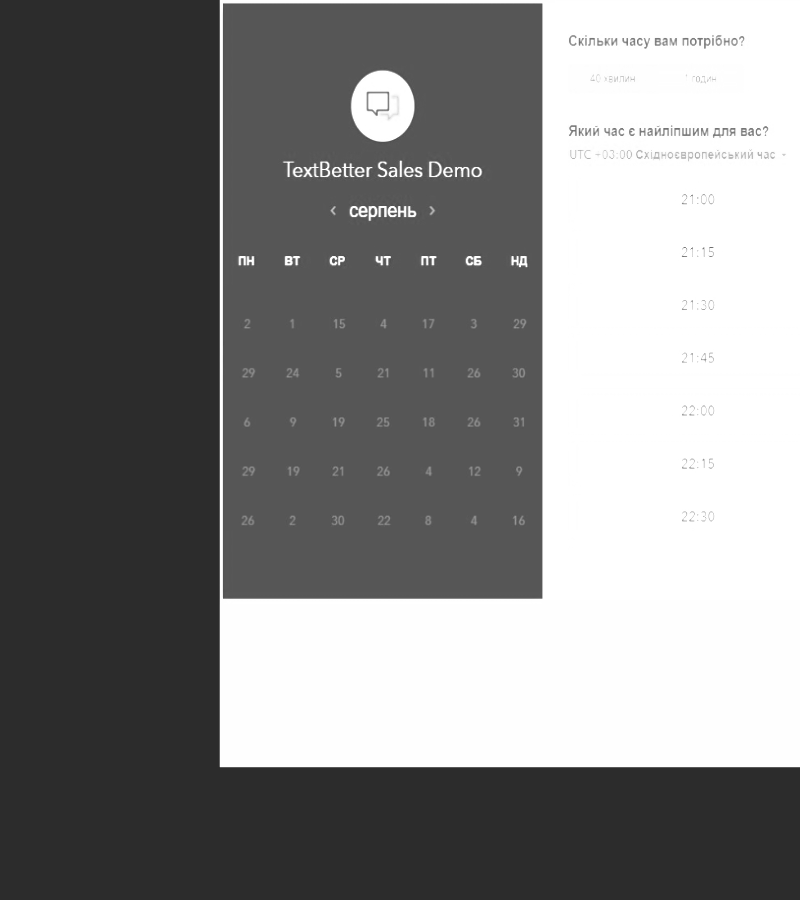 TextBetter Sales Demo
‹ серпень ›
ПН ВТ СР ЧТ ПТ СБ НД
2 1 15 4 17 3 29
29 24 5 21 11 26 30
6 9 19 25 18 26 31
29 19 21 26 4 12 9
26 2 30 22 8 4 16
Скільки часу вам потрібно?
40 хвилин 1 годин
Який час є найліпшим для вас?
UTC +03:00 Східноєвропейський час
21:00
21:15
21:30
21:45
22:00
22:15
22:30